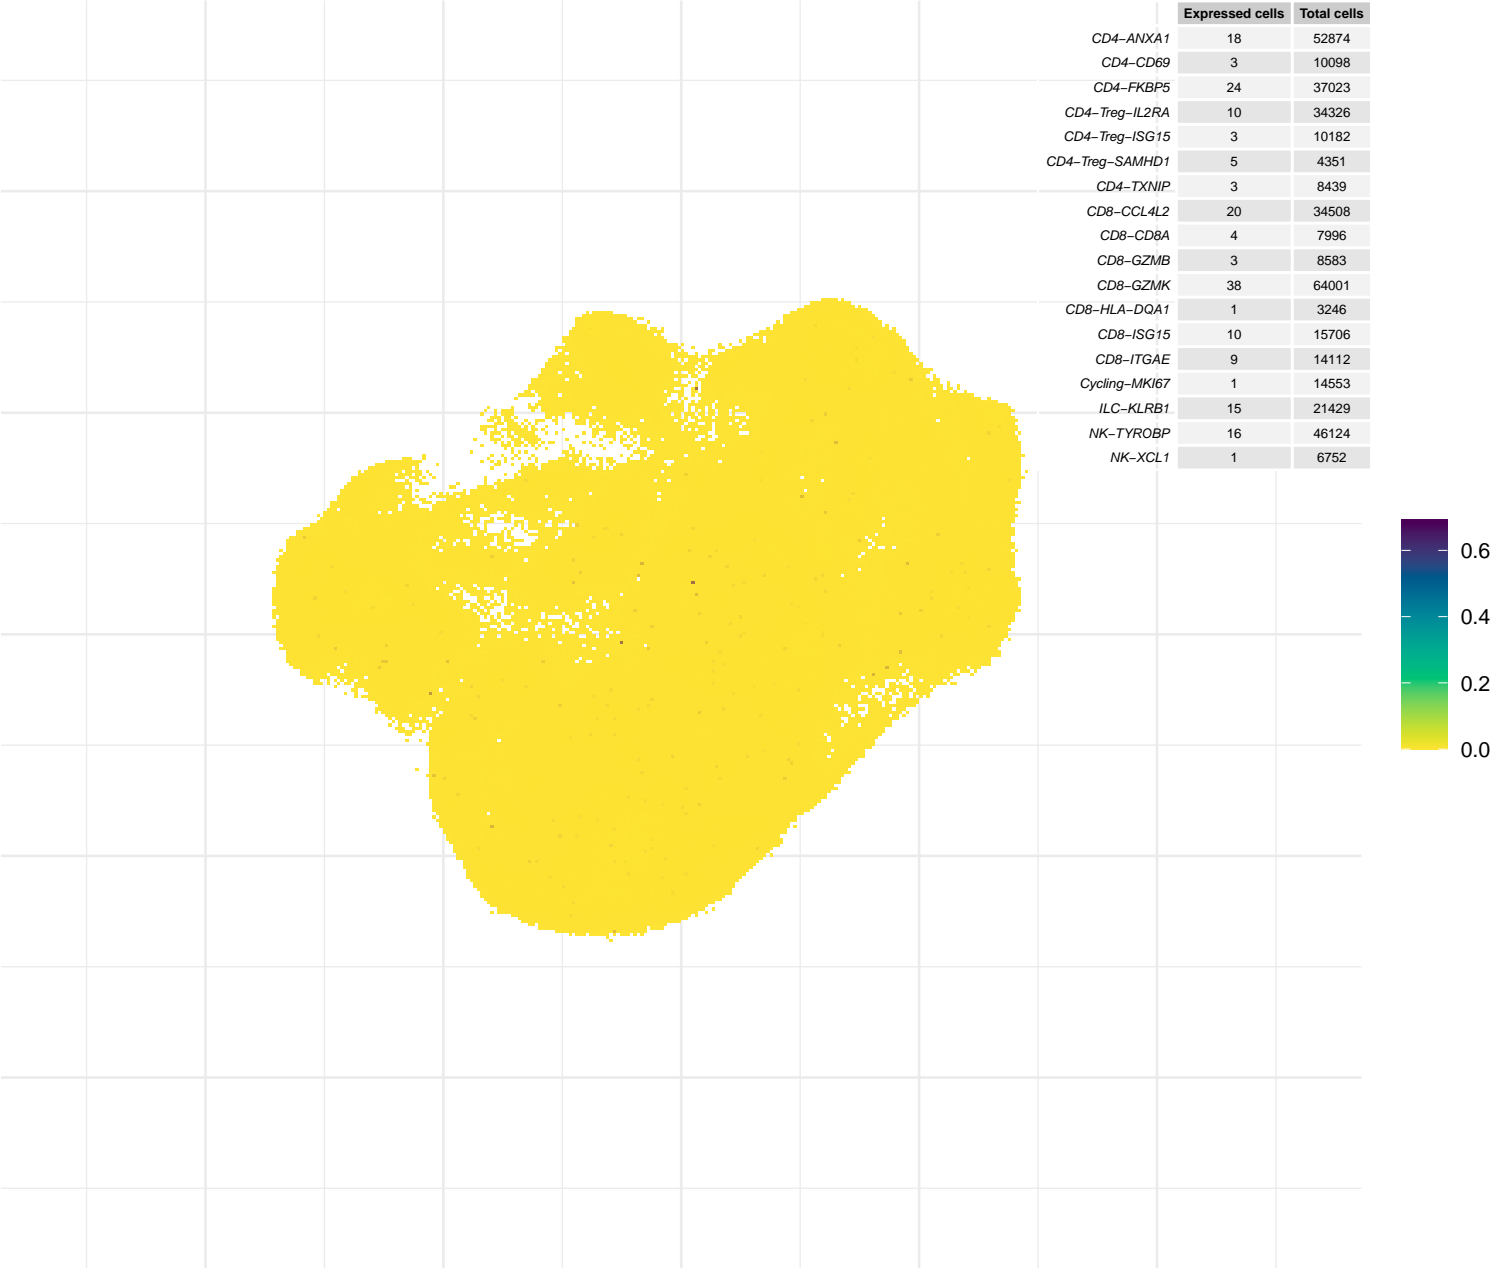 Expressed cells Total cells
CD4−ANXA1 18 52874
CD4−CD69 3 10098
CD4−FKBP5 24 37023
CD4−Treg−IL2RA 10 34326
CD4−Treg−ISG15 3 10182
CD4−Treg−SAMHD1 5 4351
CD4−TXNIP 3 8439
CD8−CCL4L2 20 34508
CD8−CD8A 4 7996
CD8−GZMB 3 8583
CD8−GZMK 38 64001
CD8−HLA−DQA1 1 3246
CD8−ISG15 10 15706
CD8−ITGAE 9 14112
Cycling−MKI67 1 14553
ILC−KLRB1 15 21429
NK−TYROBP 16 46124
NK−XCL1 1 6752
0.6
0.4
0.2
0.0